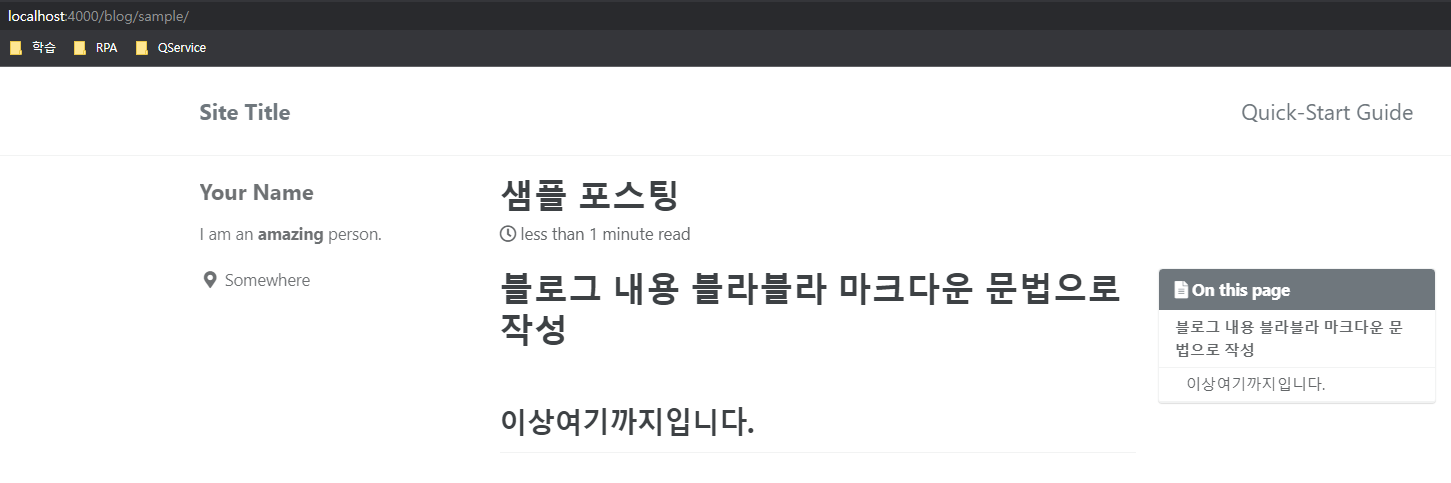 localhost:4000/blog/sample/
학습 RPA QService
Site Title Quick-Start Guide
Your Name
I am an amazing person.
Somewhere
샘플 포스팅
less than 1 minute read
블로그 내용 블라블라 마크다운 문법으로
작성
이상여기까지입니다.
On this page
블로그 내용 블라블라 마크다운 문
법으로 작성
이상여기까지입니다.